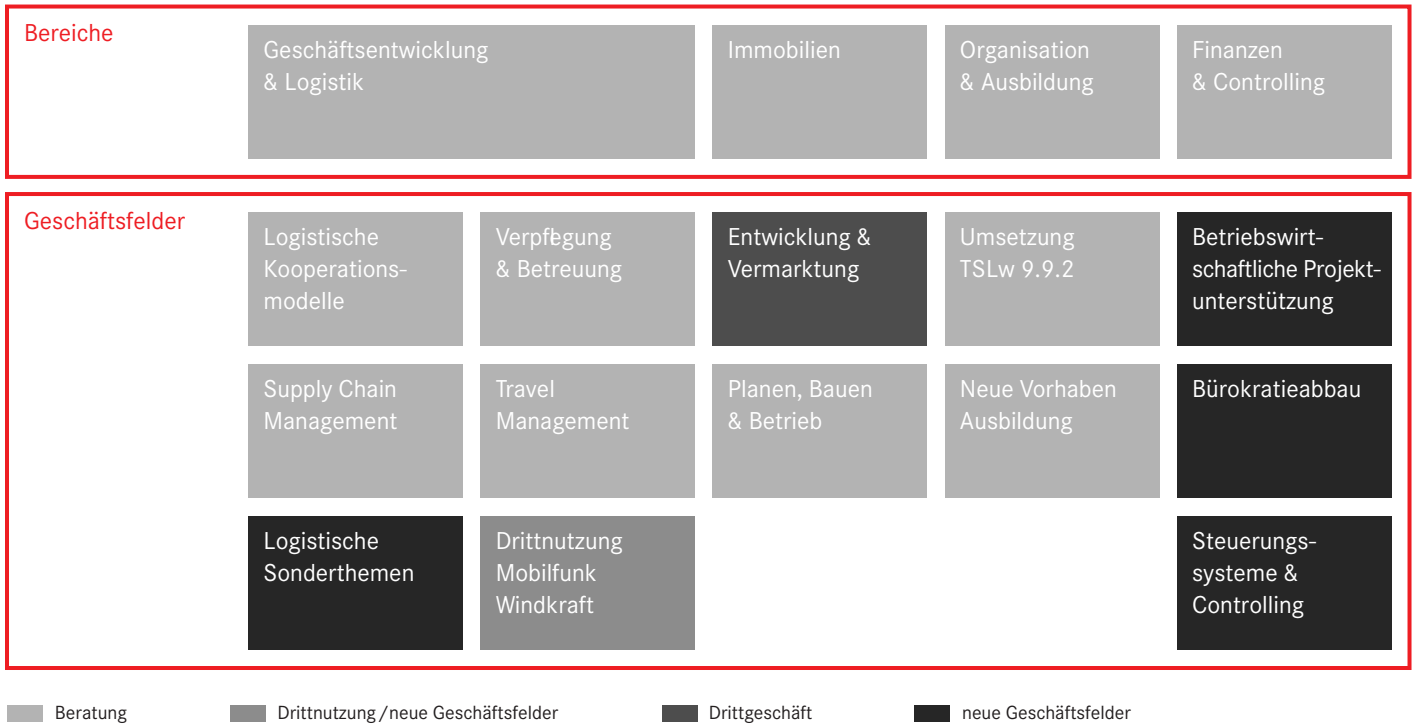 Bereiche
Geschäftsentwicklung
& Logistik
Immobilien
Organisation
& Ausbildung
Finanzen
& Controlling
Geschäftsfelder
Logistische
Kooperations-
modelle
Verpflegung
& Betreuung
Entwicklung &
Vermarktung
Umsetzung
TSLw 9.9.2
Betriebswirt-
schaftliche Projekt-
unterstützung
Supply Chain
Management
Travel
Management
Planen, Bauen
& Betrieb
Neue Vorhaben
Ausbildung
Bürokratieabbau
Logistische
Sonderthemen
Drittnutzung
Mobilfunk
Windkraft
Steuerungs-
systeme &
Controlling
Beratung
Drittnutzung / neue Geschäftsfelder
Drittgeschäft
neue Geschäftsfelder